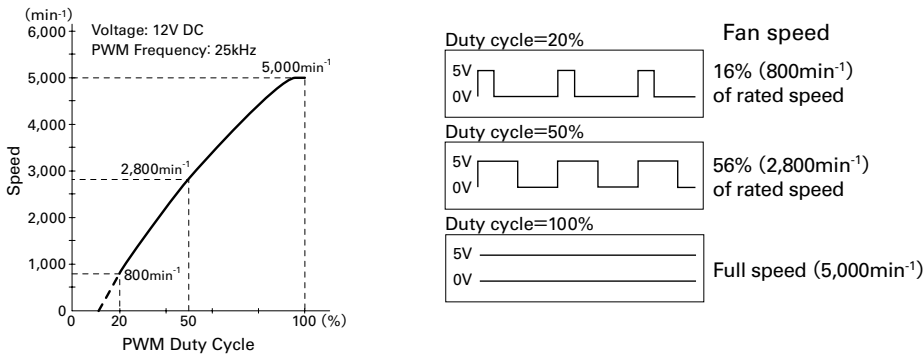 (min-1)
6,000
5,000
4,000
3,000
2,000
1,000
0
Speed
Voltage: 12V DC
PWM Frequency: 25kHz
5,000min-1
2,800min-1
800min-1
0
20
50
100 (%)
PWM Duty Cycle
Fan speed
Duty cycle=20%
5V
0V
16% (800min-1)
of rated speed
Duty cycle=50%
5V
0V
56% (2,800min-1)
of rated speed
Duty cycle=100%
5V
0V
Full speed (5,000min-1)